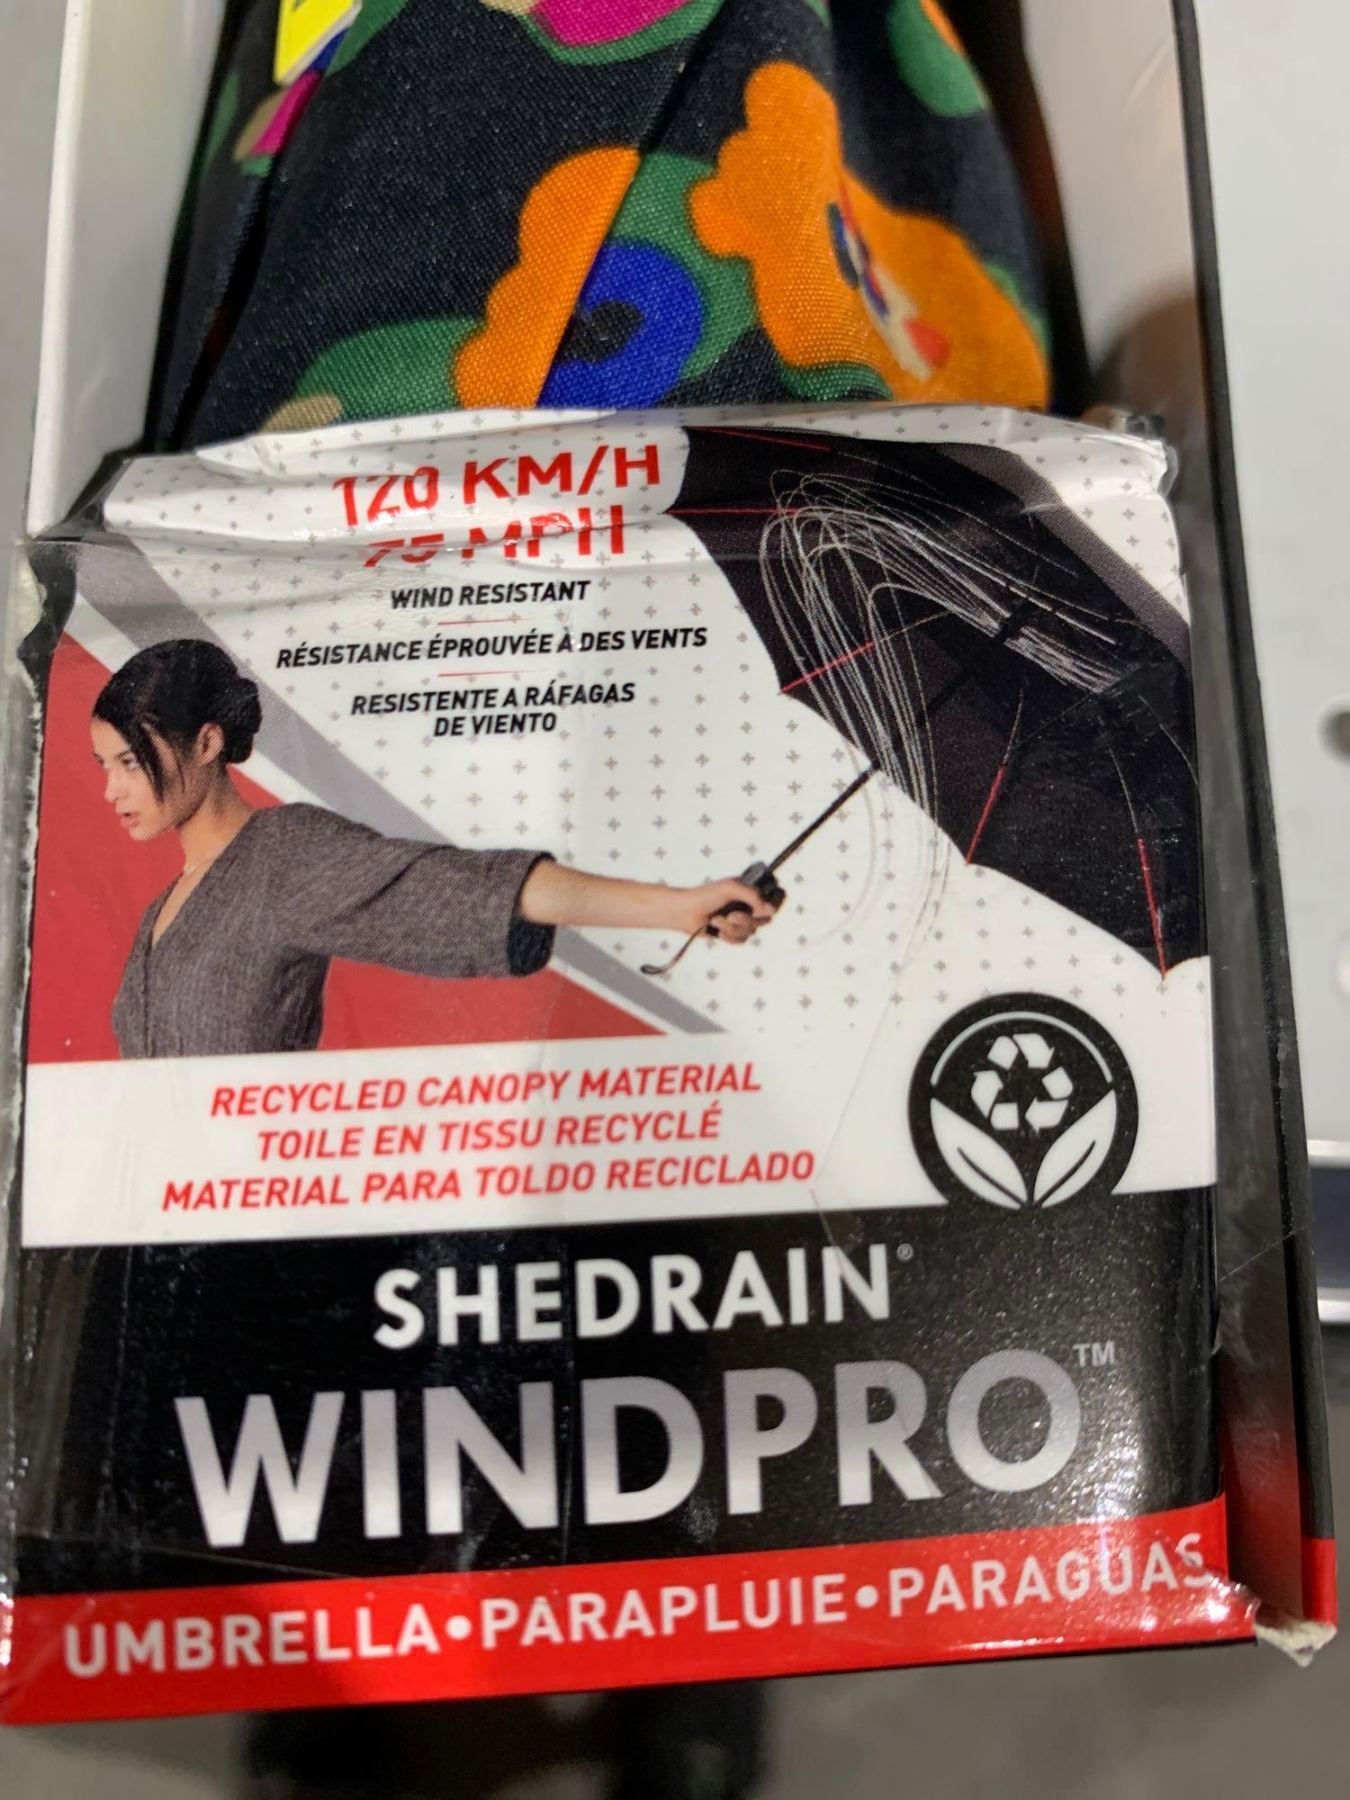 120 KM/H
75 MPH
WIND RESISTANT
RÉSISTANCE ÉPROUVÉE À DES VENTS
RESISTENTE A RÁFAGAS
DE VIENTO
RECYCLED CANOPY MATERIAL
TOILE EN TISSU RECYCLÉ
MATERIAL PARA TOLDO RECICLADO
SHEDRAIN®
WINDPRO™
UMBRELLA•PARAPLUIE•PARAGUAS